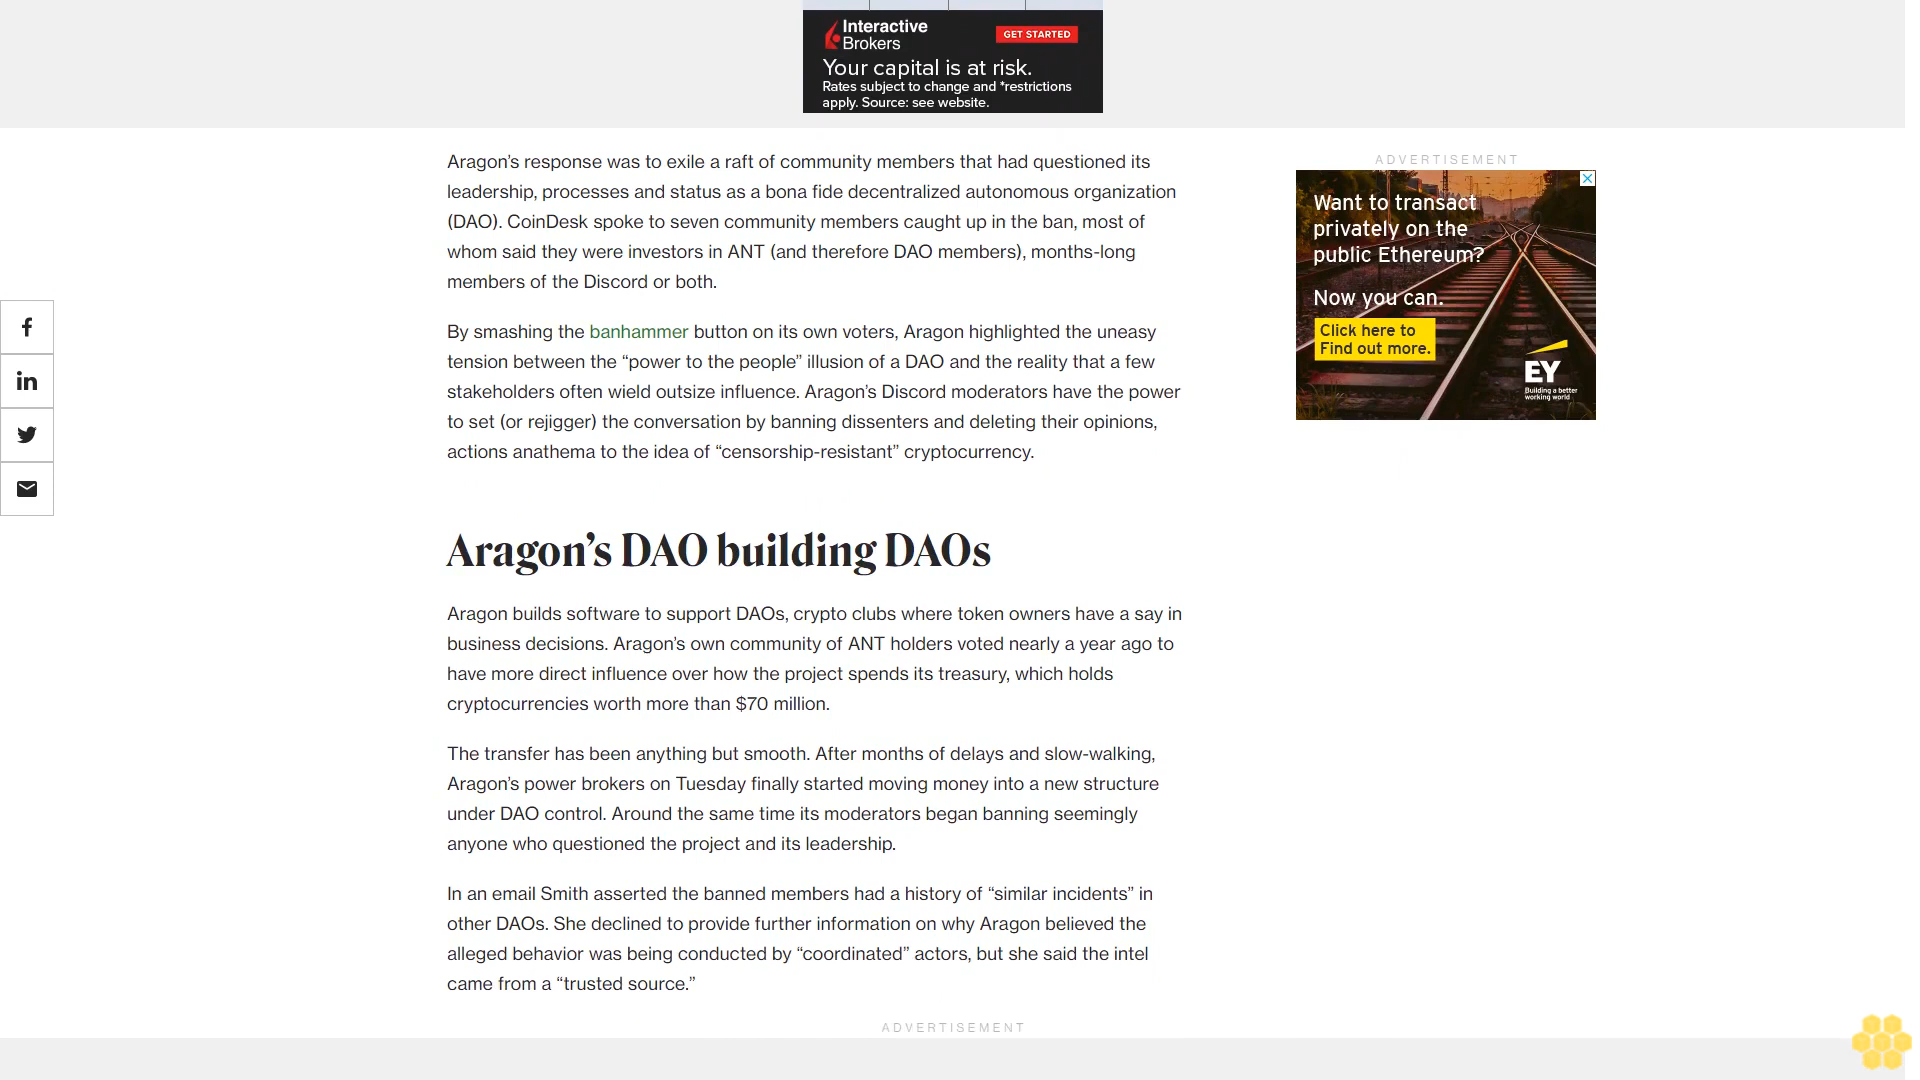 Interactive
Brokers
GET STARTED
Your capital is at risk.
Rates subject to change and *restrictions
apply. Source: see website.
Aragon’s response was to exile a raft of community members that had questioned its
leadership, processes and status as a bona fide decentralized autonomous organization
(DAO). CoinDesk spoke to seven community members caught up in the ban, most of
whom said they were investors in ANT (and therefore DAO members), months-long
members of the Discord or both.
By smashing the banhammer button on its own voters, Aragon highlighted the uneasy
tension between the “power to the people” illusion of a DAO and the reality that a few
stakeholders often wield outsize influence. Aragon’s Discord moderators have the power
to set (or rejigger) the conversation by banning dissenters and deleting their opinions,
actions anathema to the idea of “censorship-resistant” cryptocurrency.
Aragon’s DAO building DAOs
Aragon builds software to support DAOs, crypto clubs where token owners have a say in
business decisions. Aragon’s own community of ANT holders voted nearly a year ago to
have more direct influence over how the project spends its treasury, which holds
cryptocurrencies worth more than $70 million.
The transfer has been anything but smooth. After months of delays and slow-walking,
Aragon’s power brokers on Tuesday finally started moving money into a new structure
under DAO control. Around the same time its moderators began banning seemingly
anyone who questioned the project and its leadership.
In an email Smith asserted the banned members had a history of “similar incidents” in
other DAOs. She declined to provide further information on why Aragon believed the
alleged behavior was being conducted by “coordinated” actors, but she said the intel
came from a “trusted source.”
ADVERTISEMENT
ADVERTISEMENT
Want to transact
privately on the
public Ethereum?
Now you can.
Click here to
Find out more.
EY
Building a better
working world